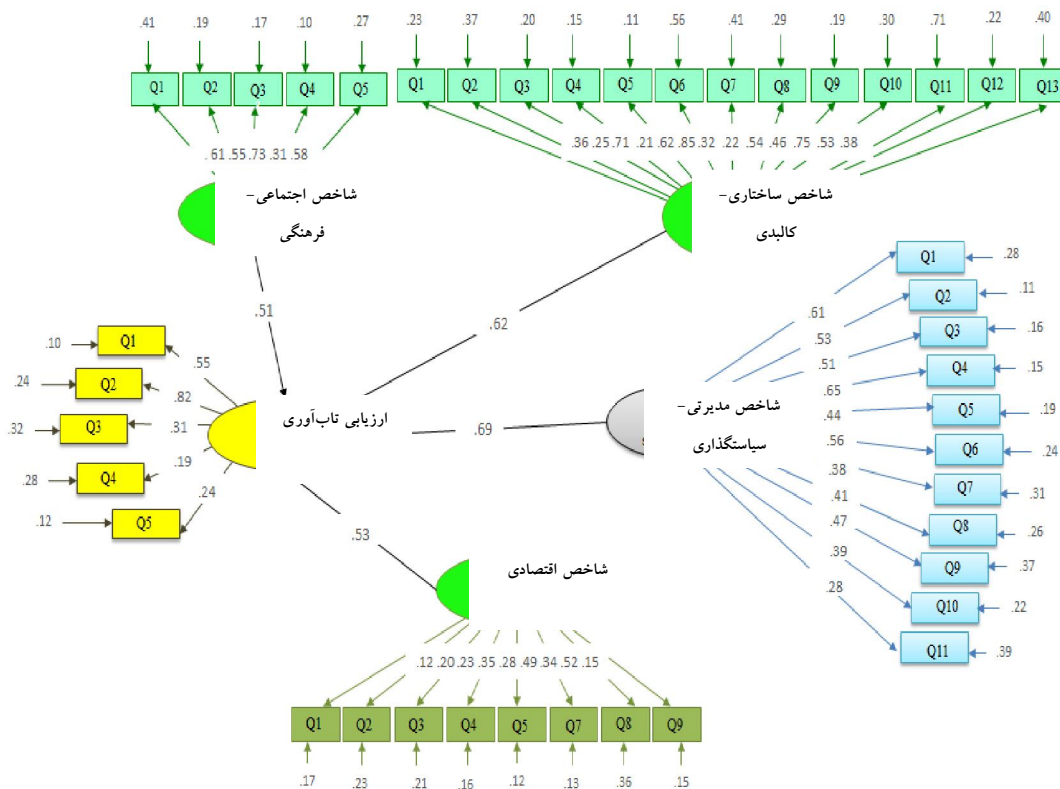 .41 .19 .17 .10 .27 .23 .37 .20 .15 .11 .56 .41 .29 .19 .30 .71 .22 .40
Q1 Q2 Q3 Q4 Q5 Q1 Q2 Q3 Q4 Q5 Q6 Q7 Q8 Q9 Q10 Q11 Q12 Q13
.61 .55 .73 .31 .58
.36 .25 .71 .21 .62 .85 .32 .22 .54 .46 .75 .53 .38
شاخص اجتماعی-
فرهنگی
شاخص ساختاری-
کالبدی
.51
.62
.69
.53
ارزیابی تاب‌آوری
.10 Q1 .55
.24 Q2 .82
.32 Q3 .31
.28 Q4 .19
.12 Q5 .24
شاخص مدیرتی-
سیاستگذاری
.61 Q1 .28
.53 Q2 .11
.51 Q3 .16
.65 Q4 .15
.44 Q5 .19
.56 Q6 .24
.38 Q7 .31
.41 Q8 .26
.47 Q9 .37
.39 Q10 .22
.28 Q11 .39
شاخص اقتصادی
.12 .20 .23 .35 .28 .49 .34 .52 .15
Q1 Q2 Q3 Q4 Q5 Q7 Q8 Q9
.17 .23 .21 .16 .12 .13 .36 .15